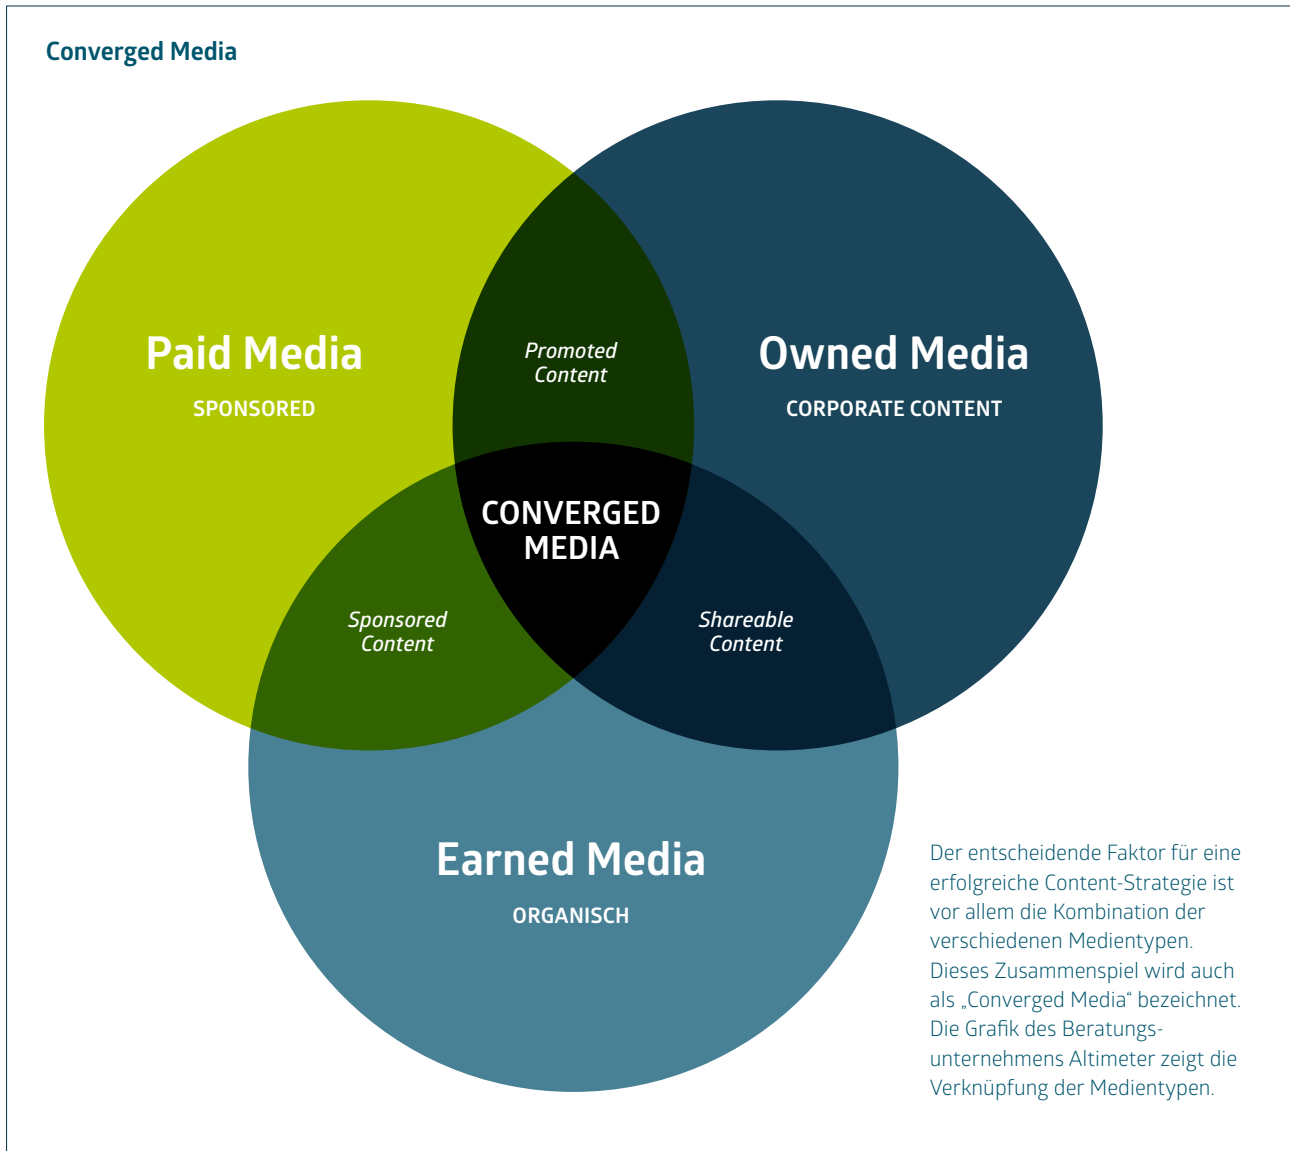 Converged Media
Paid Media
SPONSORED
Promoted
Content
Owned Media
CORPORATE CONTENT
CONVERGED
MEDIA
Sponsored
Content
Shareable
Content
Earned Media
ORGANISCH
Der entscheidende Faktor für eine
erfolgreiche Content-Strategie ist
vor allem die Kombination der
verschiedenen Medientypen.
Dieses Zusammenspiel wird auch
als „Converged Media“ bezeichnet.
Die Grafik des Beratungs-
unternehmens Altimeter zeigt die
Verknüpfung der Medientypen.